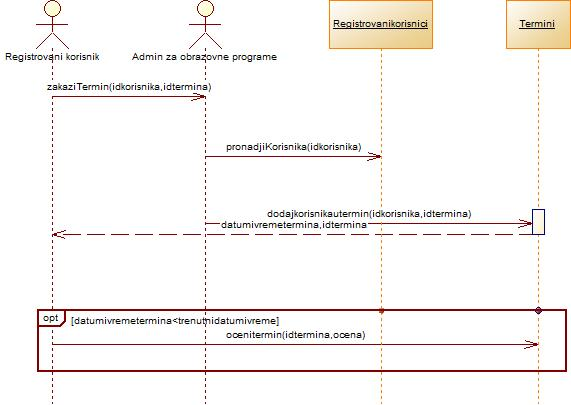 Registrovanikorisnici
Termini
Registrovani korisnik
Admin za obrazovne programe
zakaziTermin(idkorisnika,idtermina)
pronadjiKorisnika(idkorisnika)
dodajkorisnikautermin(idkorisnika,idtermina)
datumivremetermina,idtermina
opt
[datumivremetermina<trenutnidatumivreme]
ocenitermin(idtermina,ocena)